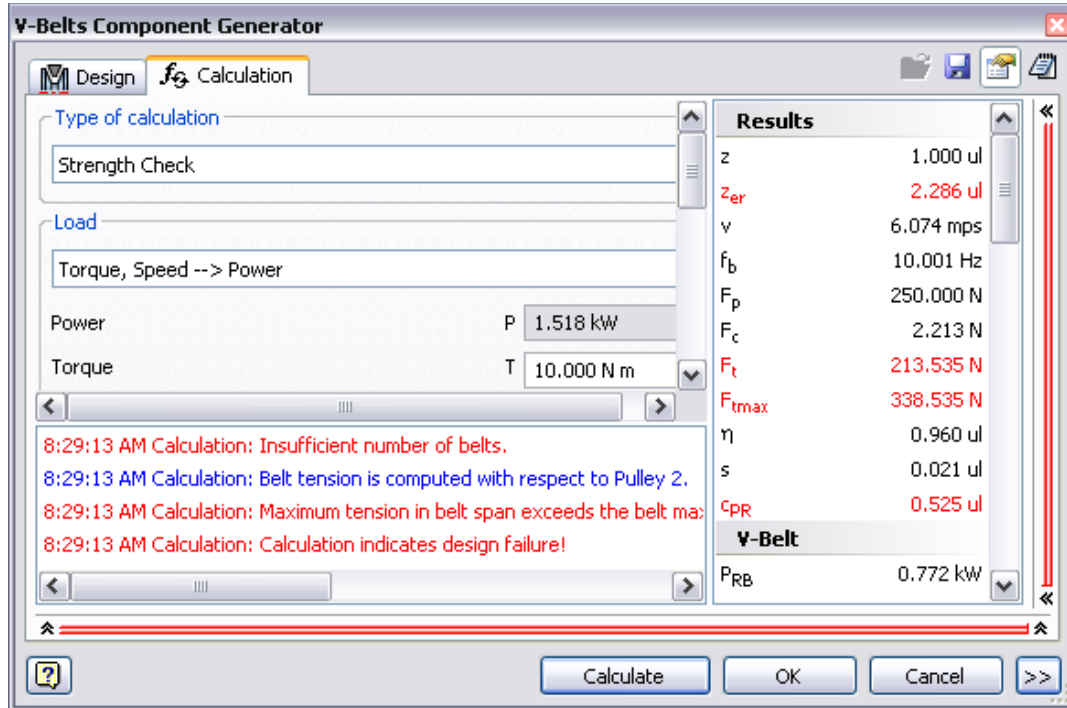 V-Belts Component Generator
Design
fG Calculation
Type of calculation
Strength Check
Load
Torque, Speed --> Power
Power P 1.518 kW
Torque T 10.000 N m
8:29:13 AM Calculation: Insufficient number of belts.
8:29:13 AM Calculation: Belt tension is computed with respect to Pulley 2.
8:29:13 AM Calculation: Maximum tension in belt span exceeds the belt max
8:29:13 AM Calculation: Calculation indicates design failure!
Results
z 1.000 ul
zer 2.286 ul
v 6.074 mps
fb 10.001 Hz
Fp 250.000 N
Fc 2.213 N
Ft 213.535 N
Ftmax 338.535 N
η 0.960 ul
s 0.021 ul
cPR 0.525 ul
V-Belt
PRB 0.772 kW
Calculate
OK
Cancel
>>